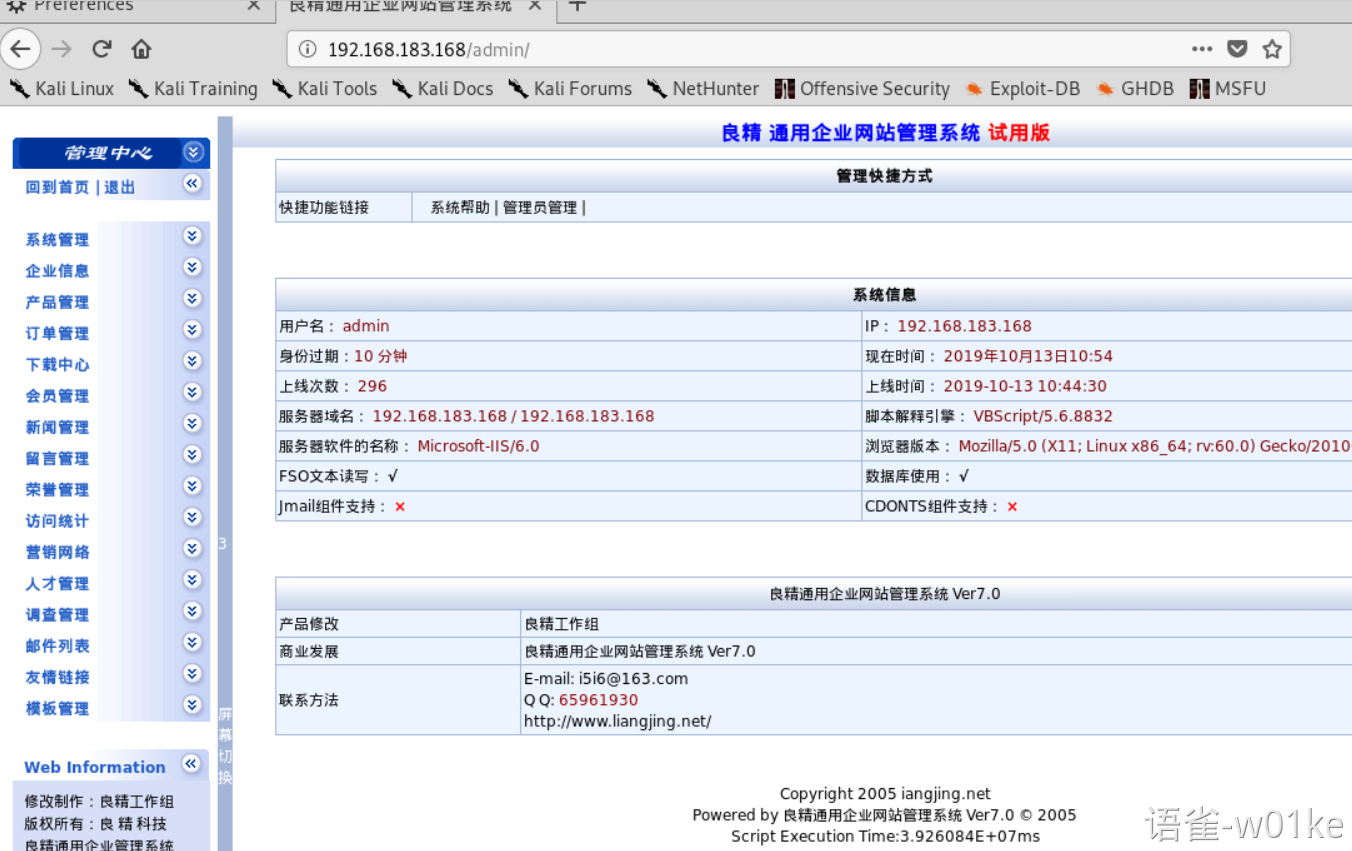 Preferences
良精通用企业网站管理系统
192.168.183.168/admin/
Kali Linux Kali Training Kali Tools Kali Docs Kali Forums NetHunter Offensive Security Exploit-DB GHDB MSFU
管理中心
回到首页 | 退出
系统管理
企业信息
产品管理
订单管理
下载中心
会员管理
新闻管理
留言管理
荣誉管理
访问统计
营销网络
人才管理
调查管理
邮件列表
友情链接
模板管理
Web Information
修改制作：良精工作组
版权所有：良 精 科技
良精通用企业管理系统
3
屏幕切换
良精 通用企业网站管理系统 试用版
管理快捷方式
快捷功能链接 系统帮助 | 管理员管理 |
系统信息
用户名： admin IP： 192.168.183.168
身份过期：10 分钟 现在时间： 2019年10月13日10:54
上线次数： 296 上线时间： 2019-10-13 10:44:30
服务器域名： 192.168.183.168 / 192.168.183.168 脚本解释引擎： VBScript/5.6.8832
服务器软件的名称： Microsoft-IIS/6.0 浏览器版本： Mozilla/5.0 (X11; Linux x86_64; rv:60.0) Gecko/2010
FSO文本读写：√ 数据库使用：√
Jmail组件支持：× CDONTS组件支持：×
良精通用企业网站管理系统 Ver7.0
产品修改 良精工作组
商业发展 良精通用企业网站管理系统 Ver7.0
联系方法 E-mail: i5i6@163.com
Q Q: 65961930
http://www.liangjing.net/
Copyright 2005 iangjing.net
Powered by 良精通用企业网站管理系统 Ver7.0 © 2005
Script Execution Time:3.926084E+07ms
语雀-w01ke